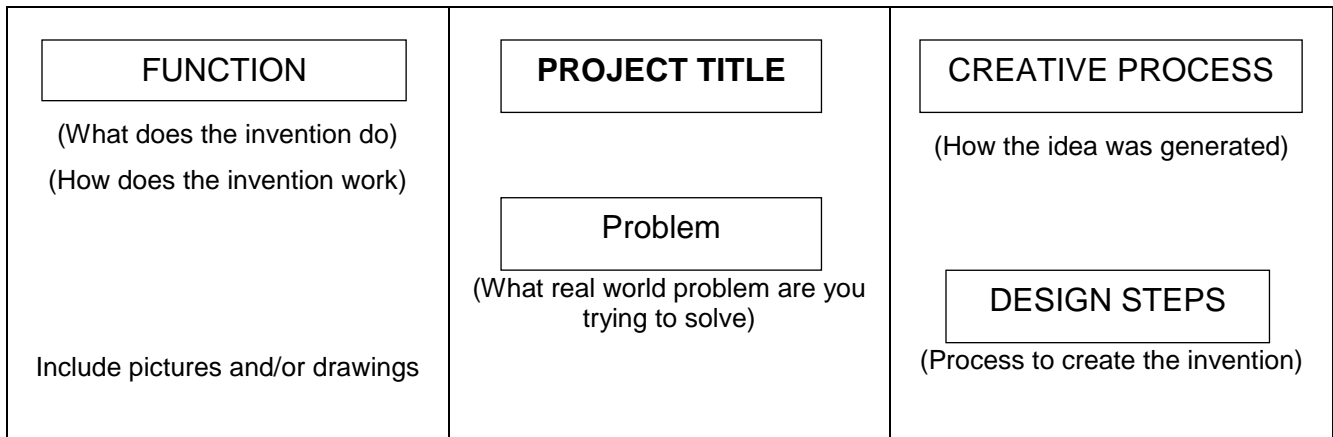 FUNCTION
(What does the invention do)
(How does the invention work)
Include pictures and/or drawings
PROJECT TITLE
Problem
(What real world problem are you
trying to solve)
CREATIVE PROCESS
(How the idea was generated)
DESIGN STEPS
(Process to create the invention)